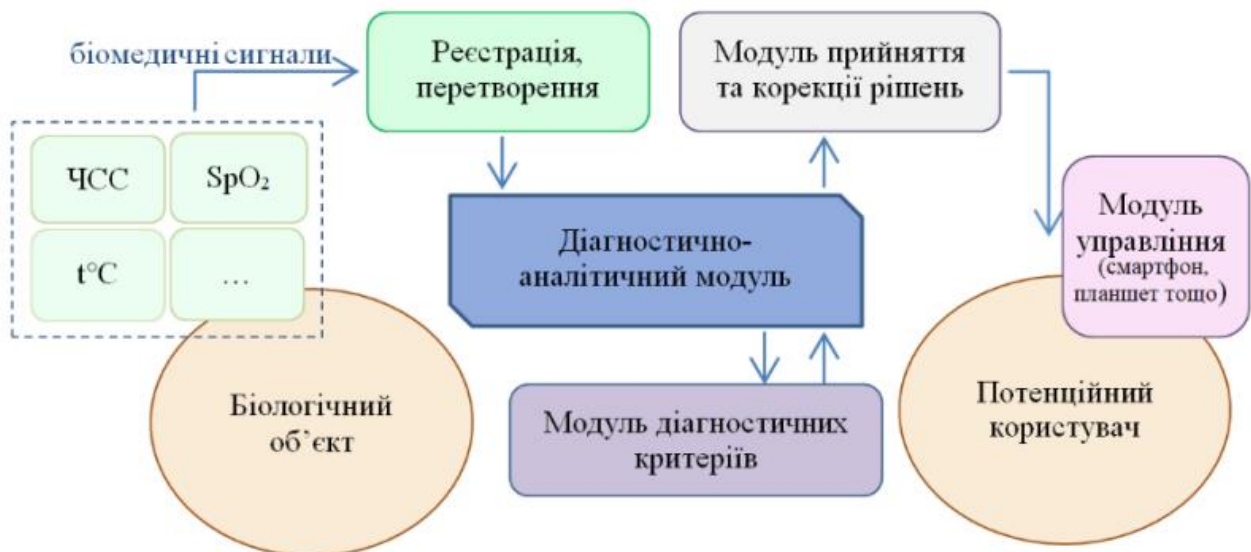 біомедичні сигнали
Реєстрація,
перетворення
Модуль прийняття
та корекції рішень
ЧСС
SpO₂
t°C
…
Діагностично-
аналітичний модуль
Модуль
управління
(смартфон,
планшет тощо)
Біологічний
об’єкт
Модуль діагностичних
критеріїв
Потенційний
користувач